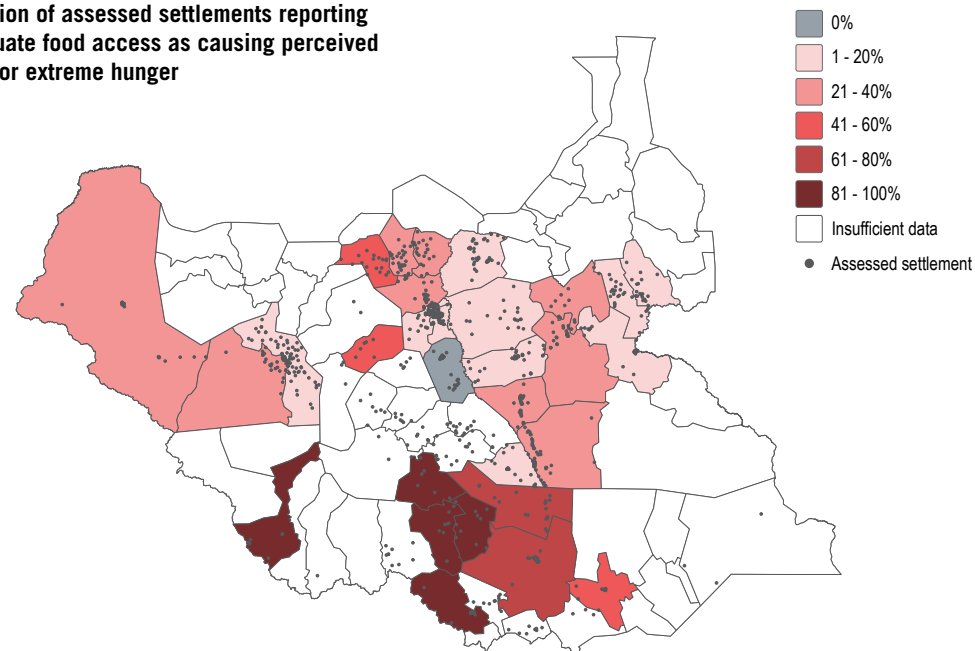 ion of assessed settlements reporting
uate food access as causing perceived
or extreme hunger
0%
1 - 20%
21 - 40%
41 - 60%
61 - 80%
81 - 100%
Insufficient data
Assessed settlement